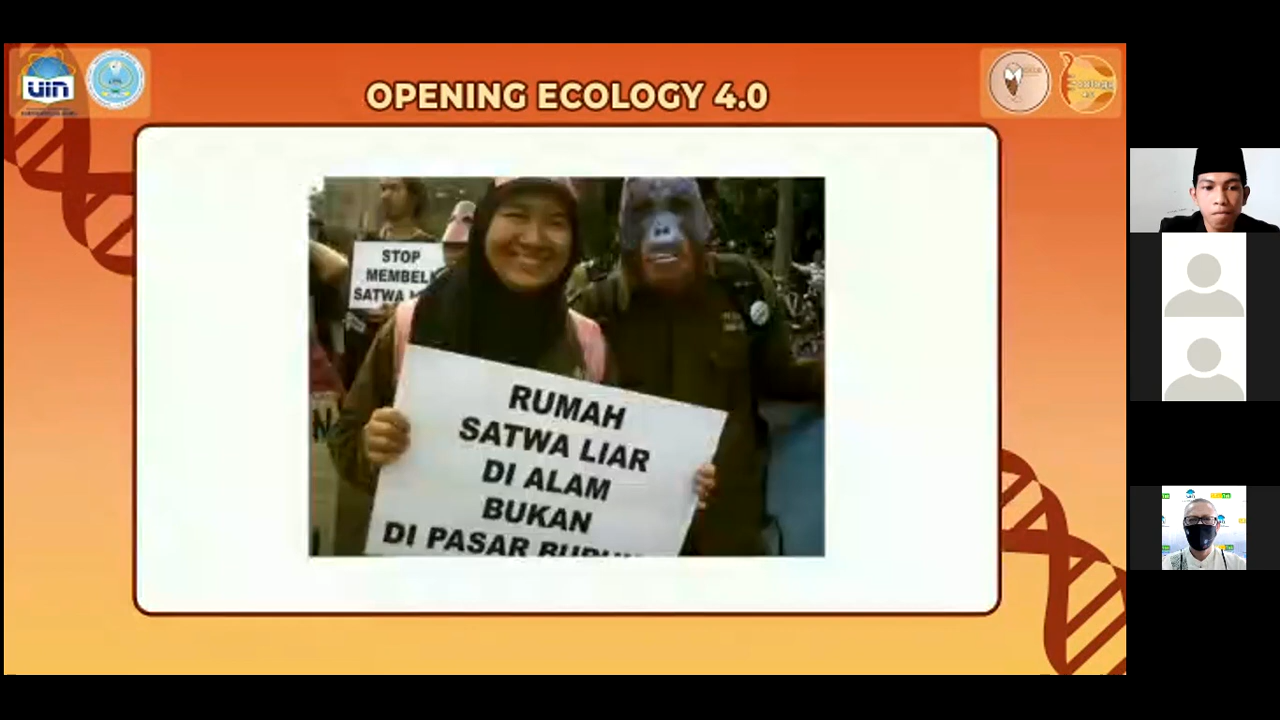 uin
OPENING ECOLOGY 4.0
STOP
MEMBELI
SATWA
RUMAH
SATWA LIAR
DI ALAM
BUKAN
DI PASAR